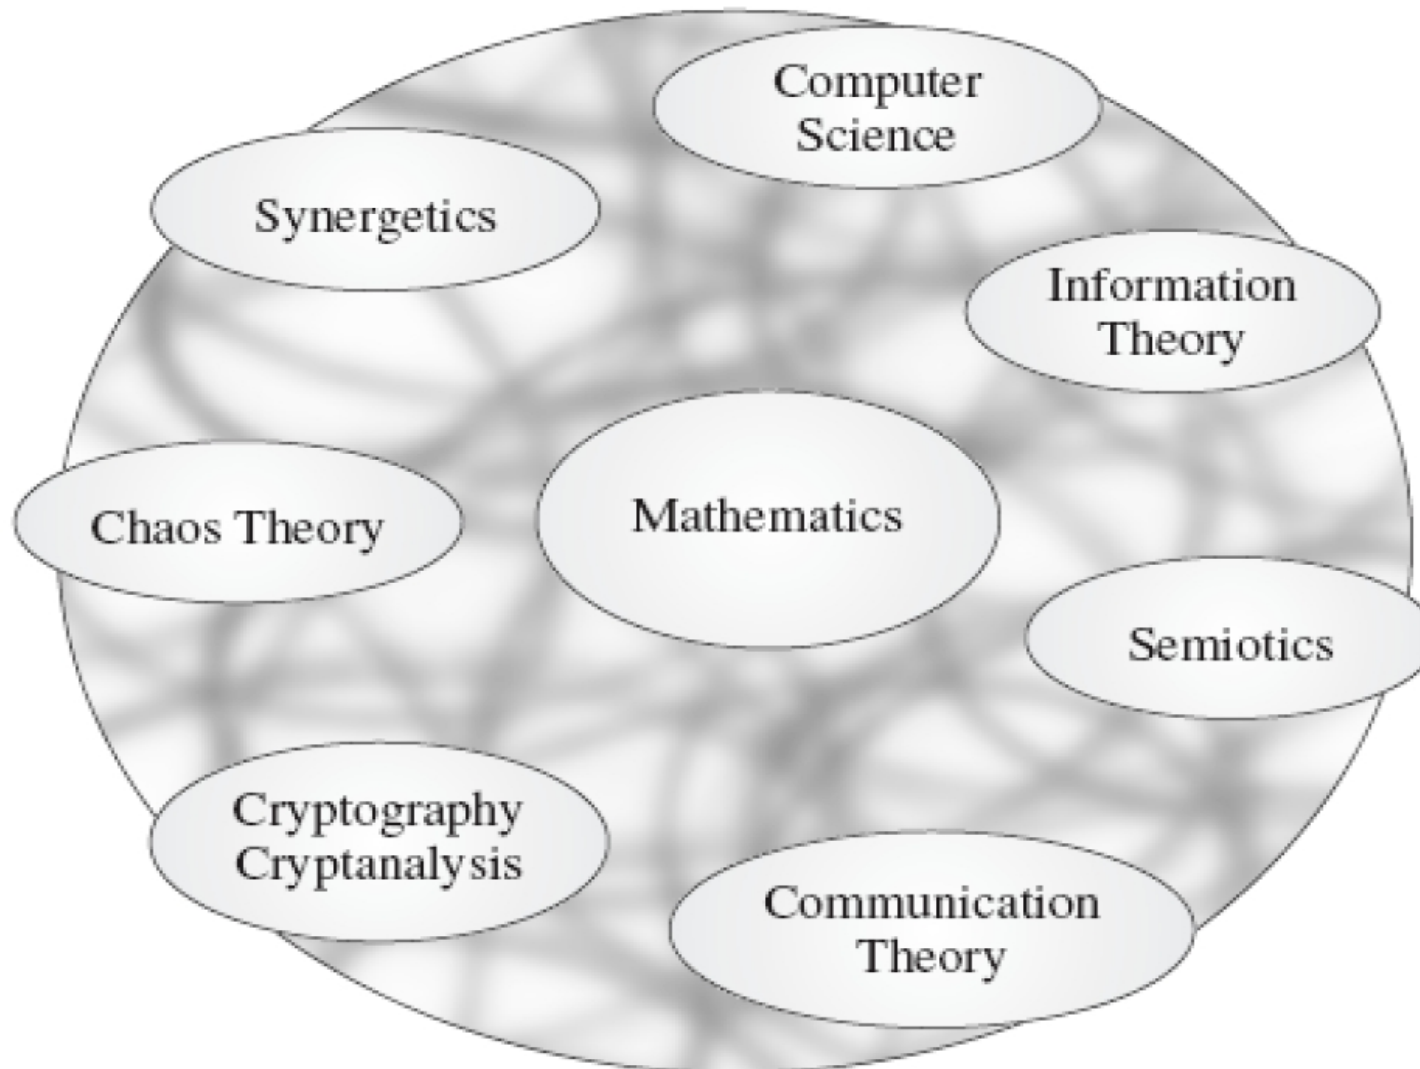 Computer
Science
Synergetics
Information
Theory
Chaos Theory
Mathematics
Semiotics
Cryptography
Cryptanalysis
Communication
Theory